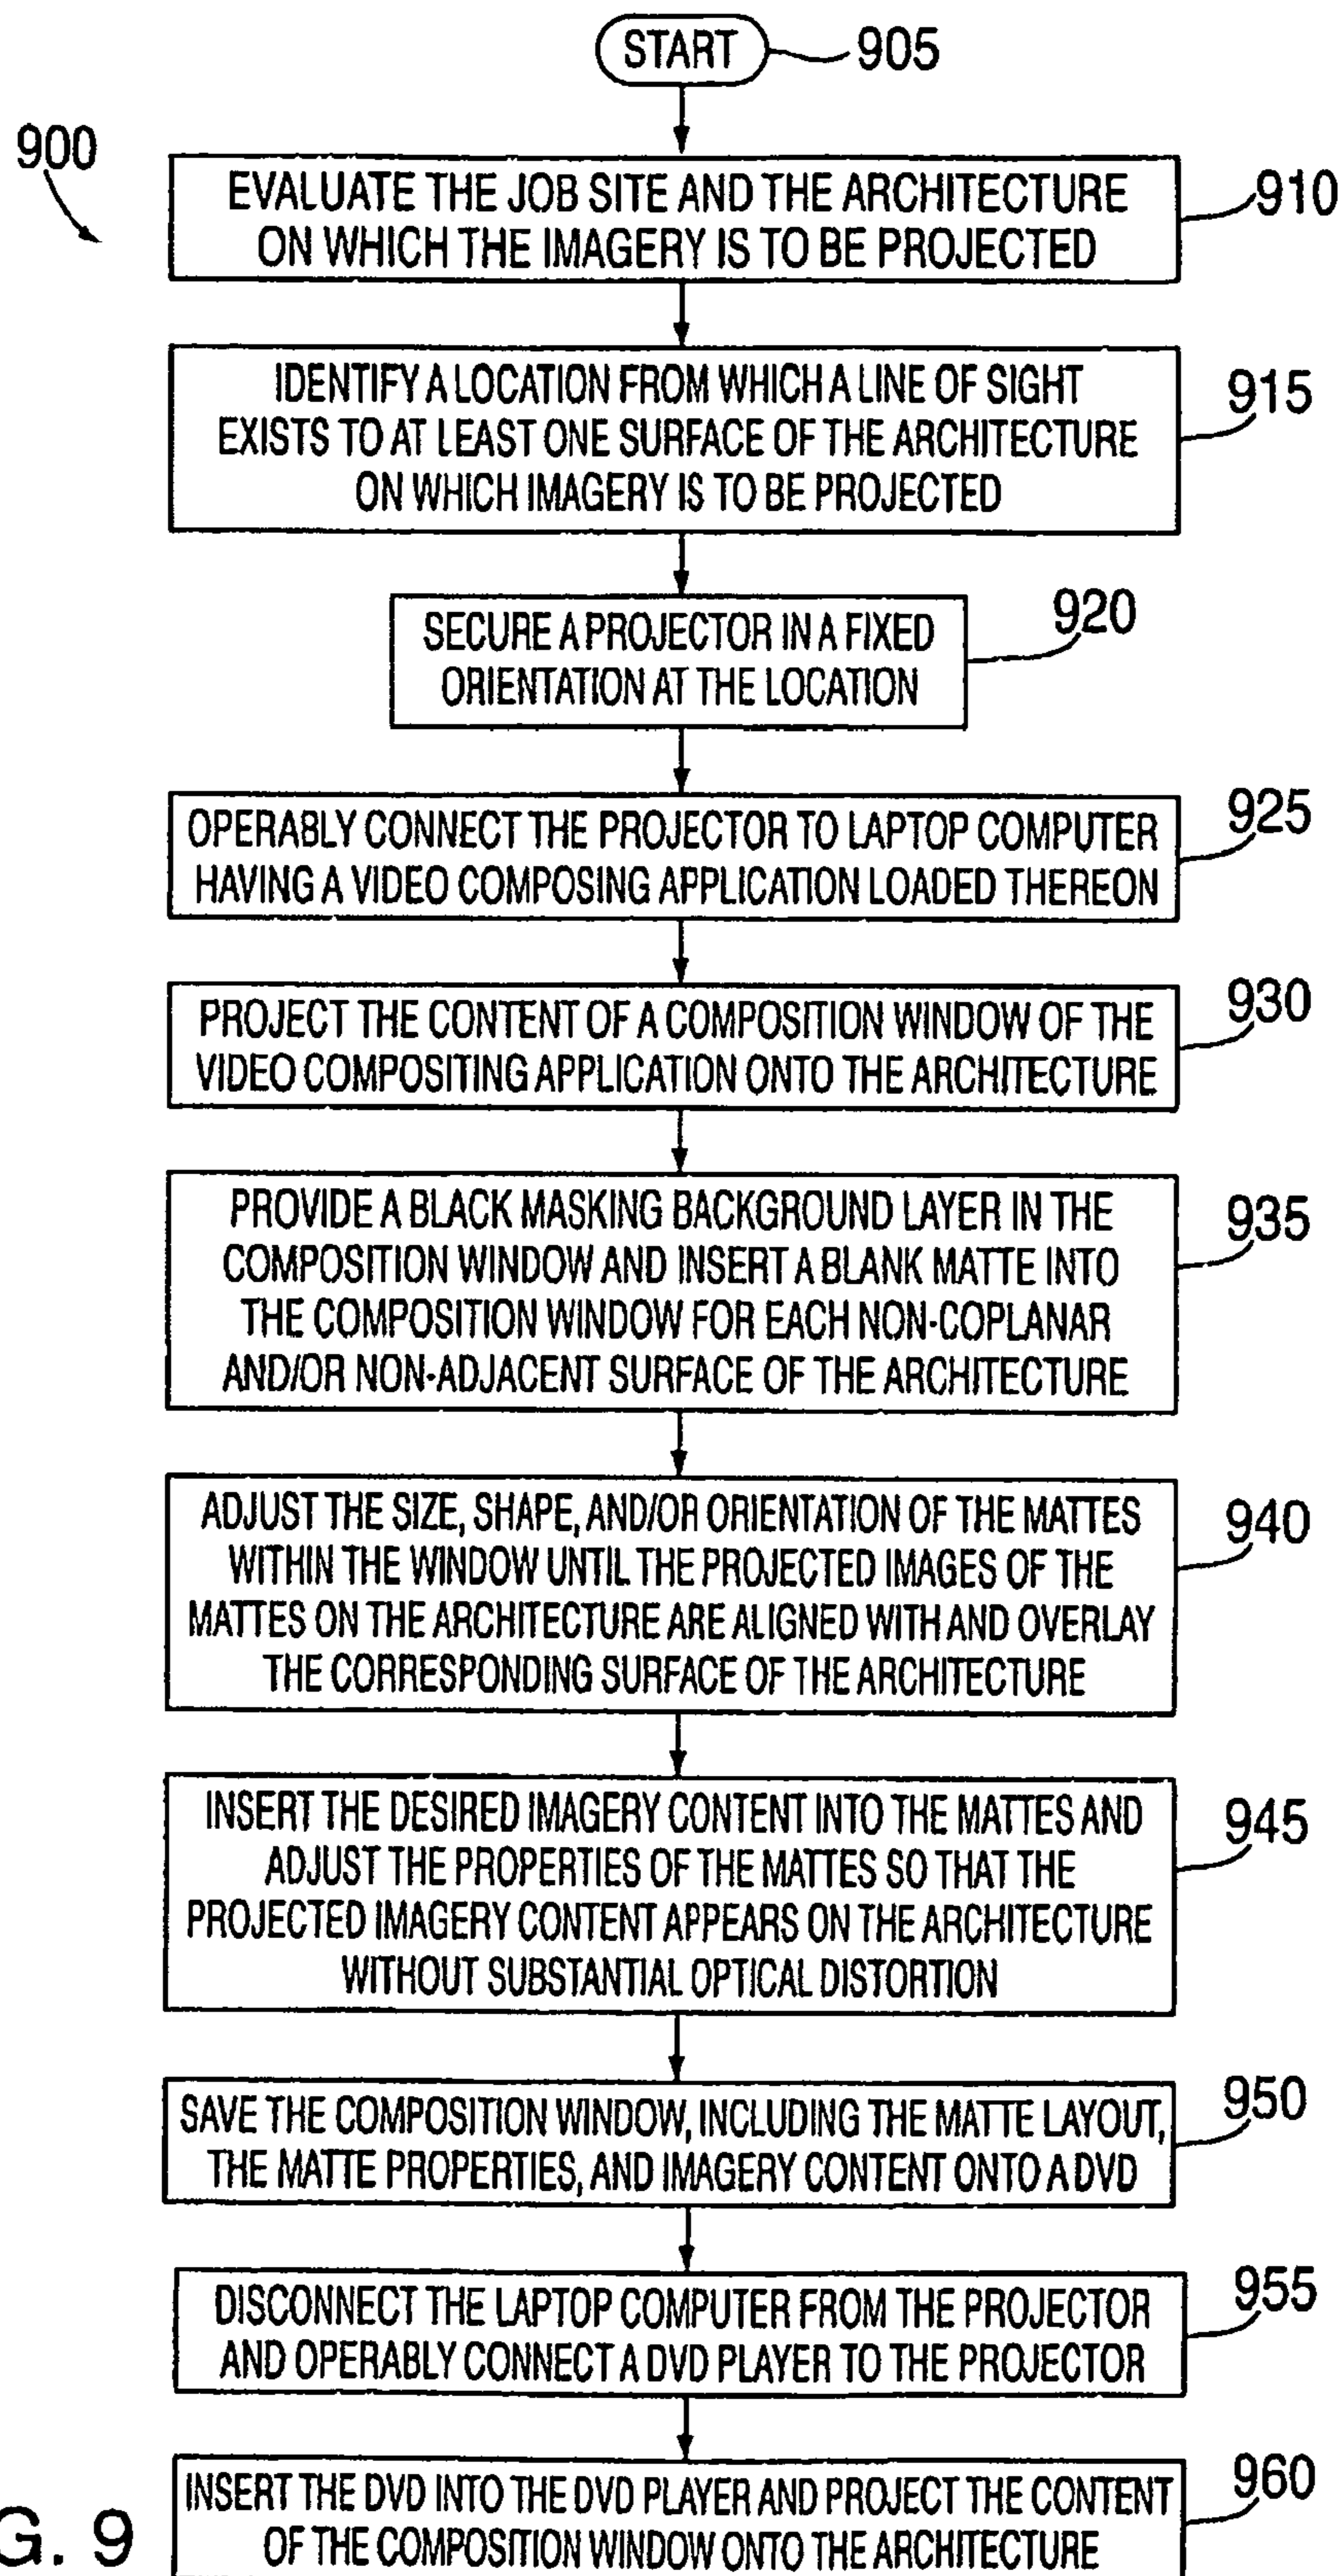 START
905
900
EVALUATE THE JOB SITE AND THE ARCHITECTURE
ON WHICH THE IMAGERY IS TO BE PROJECTED
910
IDENTIFY A LOCATION FROM WHICH A LINE OF SIGHT
EXISTS TO AT LEAST ONE SURFACE OF THE ARCHITECTURE
ON WHICH IMAGERY IS TO BE PROJECTED
915
SECURE A PROJECTOR IN A FIXED
ORIENTATION AT THE LOCATION
920
OPERABLY CONNECT THE PROJECTOR TO LAPTOP COMPUTER
HAVING A VIDEO COMPOSING APPLICATION LOADED THEREON
925
PROJECT THE CONTENT OF A COMPOSITION WINDOW OF THE
VIDEO COMPOSITING APPLICATION ONTO THE ARCHITECTURE
930
PROVIDE A BLACK MASKING BACKGROUND LAYER IN THE
COMPOSITION WINDOW AND INSERT A BLANK MATTE INTO
THE COMPOSITION WINDOW FOR EACH NON-COPLANAR
AND/OR NON-ADJACENT SURFACE OF THE ARCHITECTURE
935
ADJUST THE SIZE, SHAPE, AND/OR ORIENTATION OF THE MATTES
WITHIN THE WINDOW UNTIL THE PROJECTED IMAGES OF THE
MATTES ON THE ARCHITECTURE ARE ALIGNED WITH AND OVERLAY
THE CORRESPONDING SURFACE OF THE ARCHITECTURE
940
INSERT THE DESIRED IMAGERY CONTENT INTO THE MATTES AND
ADJUST THE PROPERTIES OF THE MATTES SO THAT THE
PROJECTED IMAGERY CONTENT APPEARS ON THE ARCHITECTURE
WITHOUT SUBSTANTIAL OPTICAL DISTORTION
945
SAVE THE COMPOSITION WINDOW, INCLUDING THE MATTE LAYOUT,
THE MATTE PROPERTIES, AND IMAGERY CONTENT ONTO A DVD
950
DISCONNECT THE LAPTOP COMPUTER FROM THE PROJECTOR
AND OPERABLY CONNECT A DVD PLAYER TO THE PROJECTOR
955
INSERT THE DVD INTO THE DVD PLAYER AND PROJECT THE CONTENT
OF THE COMPOSITION WINDOW ONTO THE ARCHITECTURE
960
G. 9